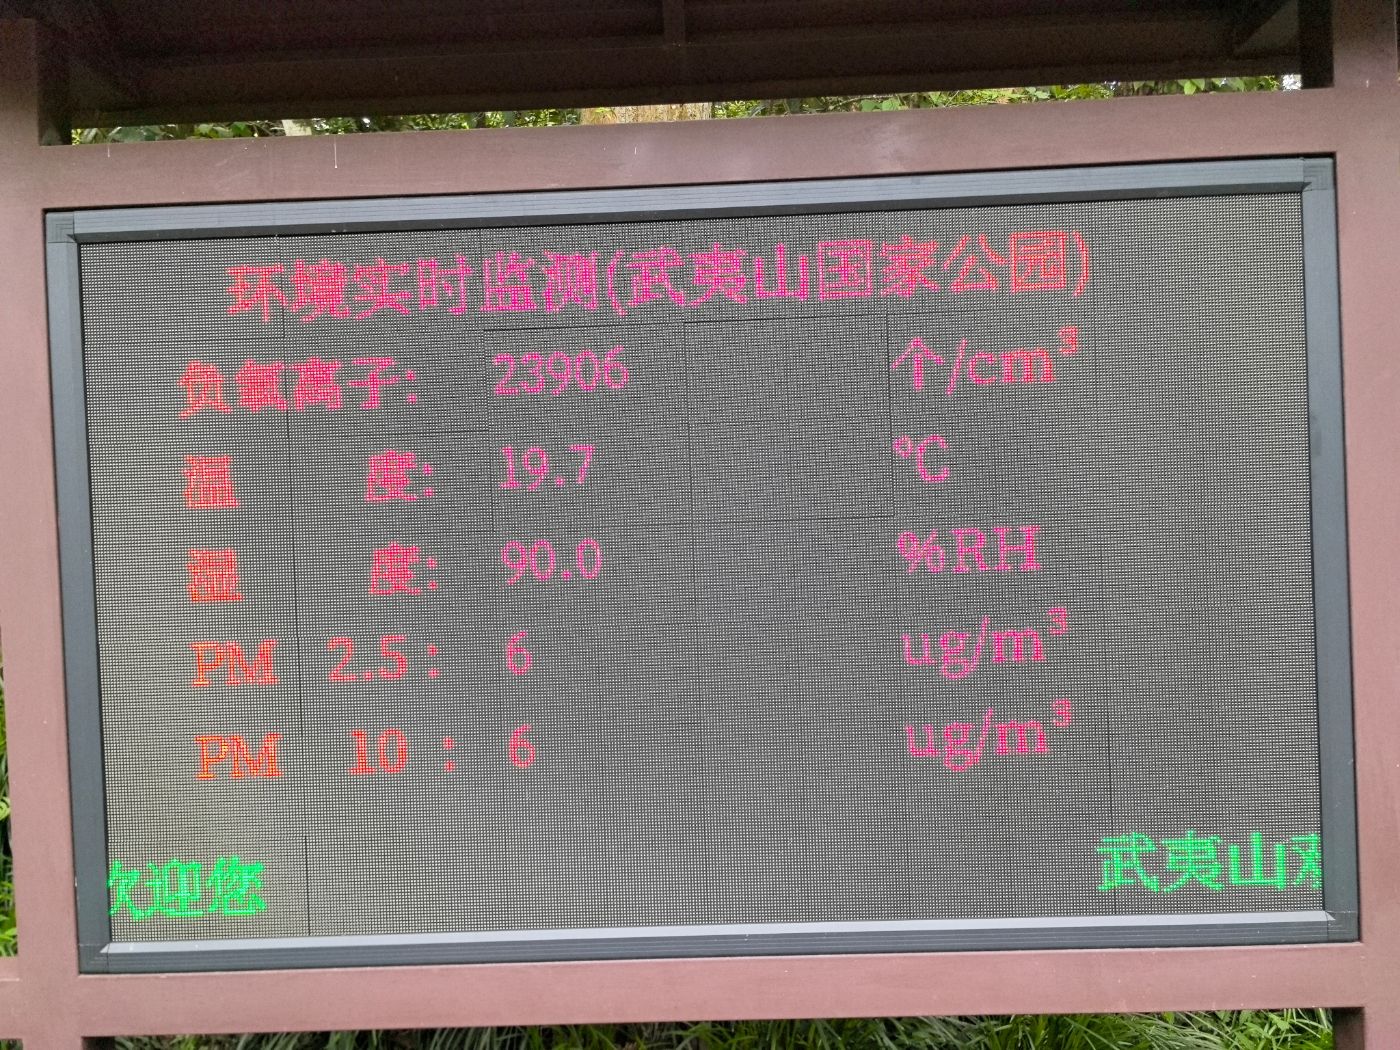 环境实时监测(武夷山国家公园)
负氧离子: 23906 个/cm³
温 度: 19.7 ℃
湿 度: 90.0 %RH
PM 2.5: 6 ug/m³
PM 10 : 6 ug/m³
欢迎您 武夷山欢